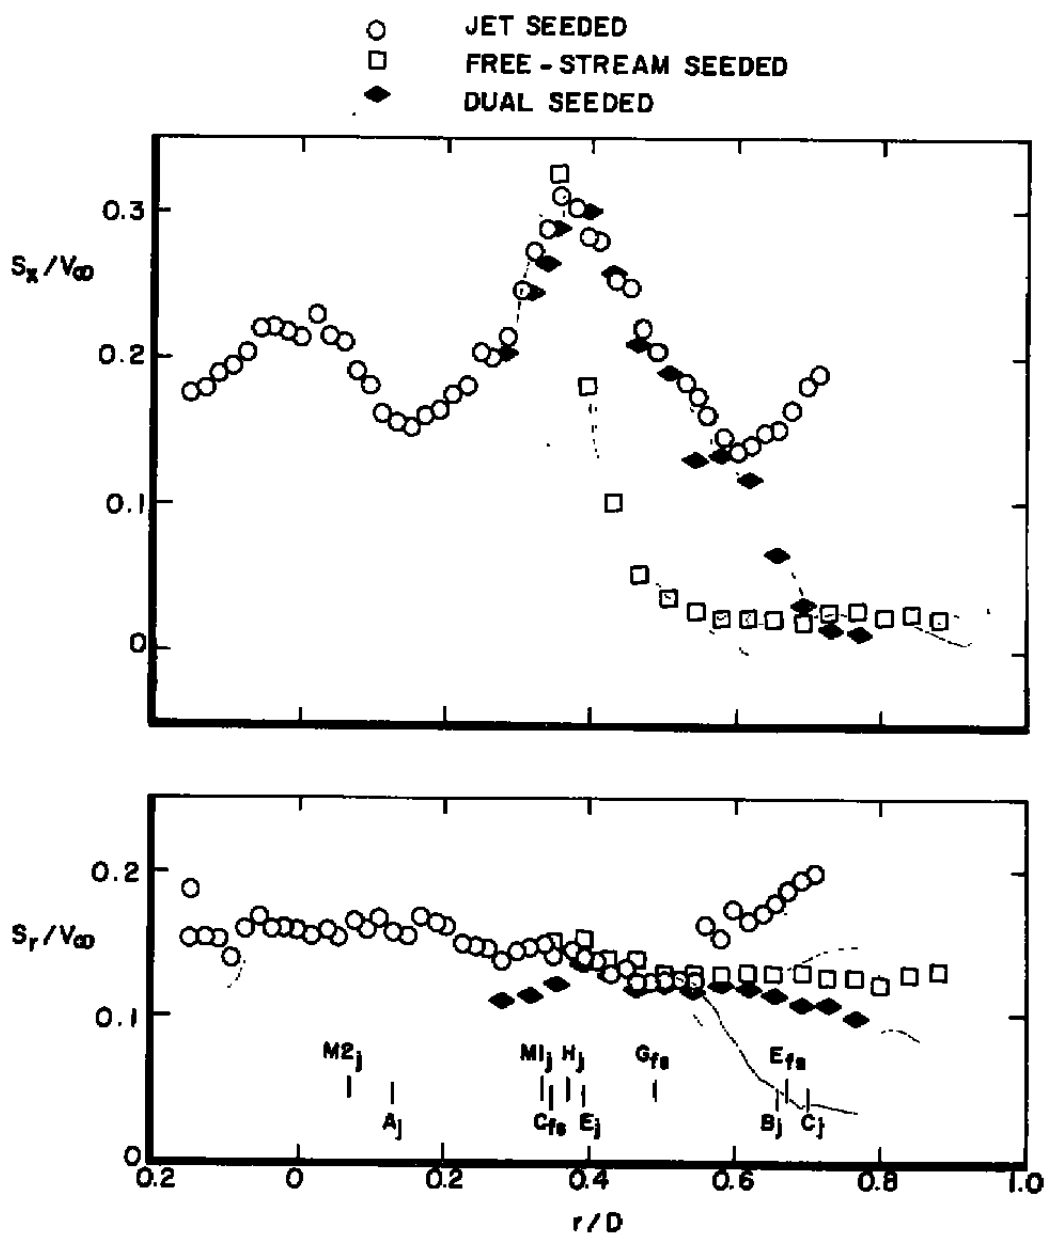 JET SEEDED
FREE-STREAM SEEDED
DUAL SEEDED
0.3
Sx/V∞
0.2
0.1
0
0.2
Sr/V∞
0.1
M2j
M1j
Hj
Gfs
Efs
Aj
Cfs
Ej
Bj
Cj
0
0.2
0
0.2
0.4
0.6
0.8
1.0
r/D